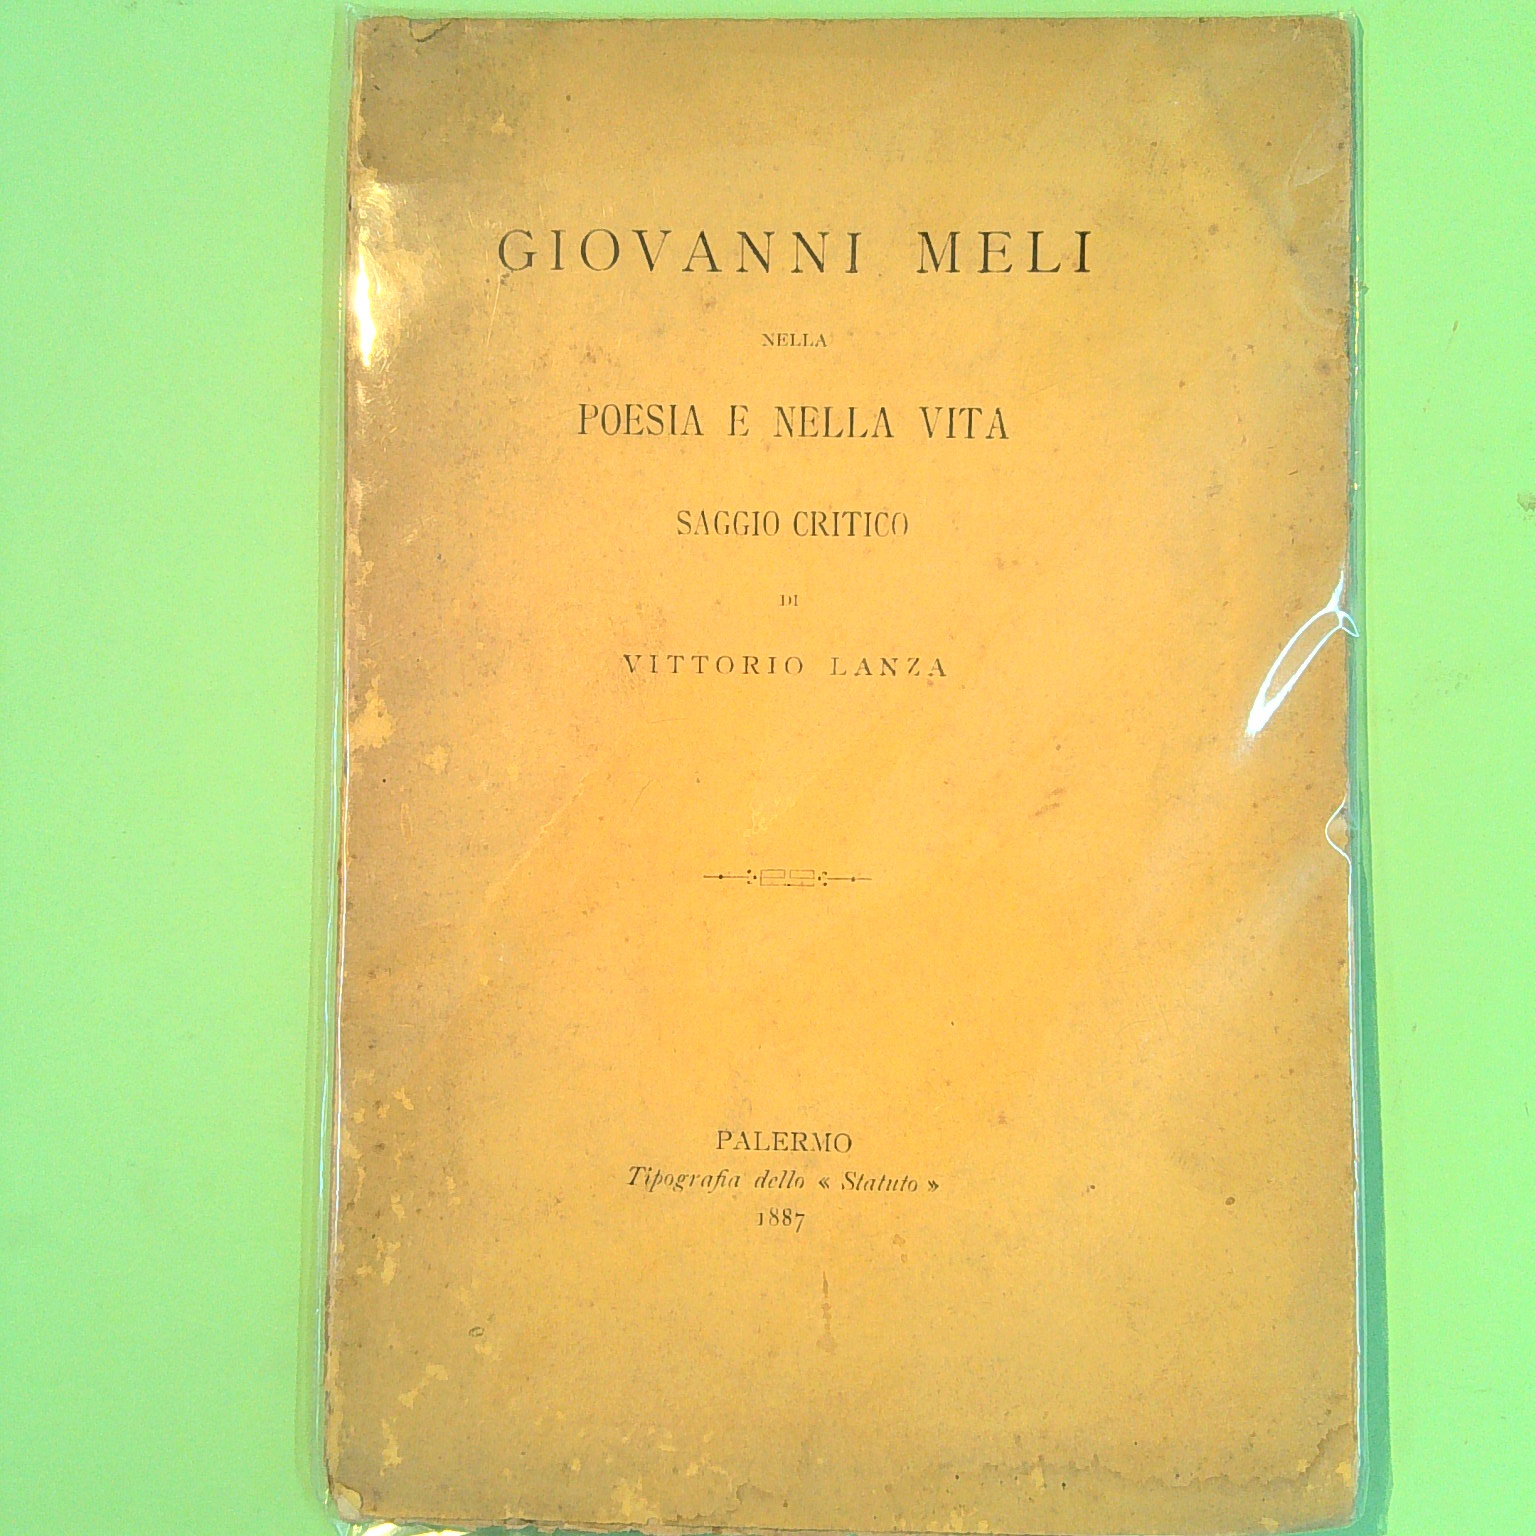 GIOVANNI MELI
NELLA
POESIA E NELLA VITA
SAGGIO CRITICO
DI
VITTORIO LANZA
PALERMO
Tipografia dello « Statuto »
1887